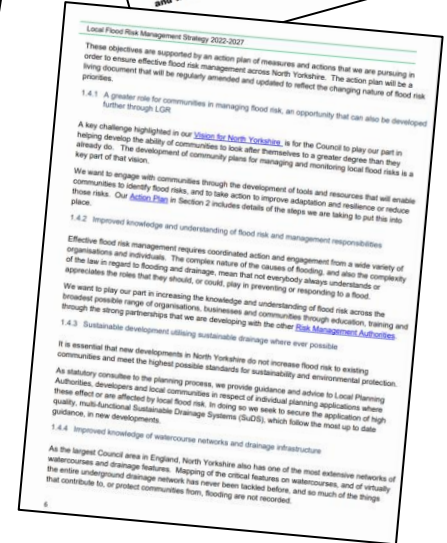 and
Local Flood Risk Management Strategy 2022-2027
These objectives are supported by an action plan of measures and actions that we are pursuing in
order to ensure effective flood risk management across North Yorkshire. The action plan will be a
living document that will be regularly amended and updated to reflect the changing nature of flood risk
priorities.
1.4.1 A greater role for communities in managing flood risk, an opportunity that can also be developed
further through LGR
A key challenge highlighted in our Vision for North Yorkshire is for the Council to play our part in
helping develop the ability of communities to look after themselves to a greater degree than they
already do. The development of community plans for managing and monitoring local flood risks is a
key part of that vision.
We want to engage with communities through the development of tools and resources that will enable
communities to identify flood risks, and to take action to improve adaptation and resilience or reduce
those risks. Our Action Plan in Section 2 includes details of the steps we are taking to put this into
place.
1.4.2 Improved knowledge and understanding of flood risk and management responsibilities
Effective flood risk management requires coordinated action and engagement from a wide variety of
organisations and individuals. The complex nature of the causes of flooding, and also the complexity
of the law in regard to flooding and drainage, mean that not everybody always understands or
appreciates the roles that they should, or could, play in preventing or responding to a flood.
We want to play our part in increasing the knowledge and understanding of flood risk across the
broadest possible range of organisations, businesses and communities through education, training and
through the strong partnerships that we are developing with the other Risk Management Authorities.
1.4.3 Sustainable development utilising sustainable drainage where ever possible
It is essential that new developments in North Yorkshire do not increase flood risk to existing
communities and meet the highest possible standards for sustainability and environmental protection.
As statutory consultee to the planning process, we provide guidance and advice to Local Planning
Authorities, developers and local communities in respect of individual planning applications where
these effect or are affected by local flood risk. In doing so we seek to secure the application of high
quality, multi-functional Sustainable Drainage Systems (SuDS), which follow the most up to date
guidance, in new developments.
1.4.4 Improved knowledge of watercourse networks and drainage infrastructure
As the largest Council area in England, North Yorkshire also has one of the most extensive networks of
watercourses and drainage features. Mapping of the critical features on watercourses, and of virtually
the entire underground drainage network has never been tackled before, and so much of the things
that contribute to, or protect communities from, flooding are not recorded.
6